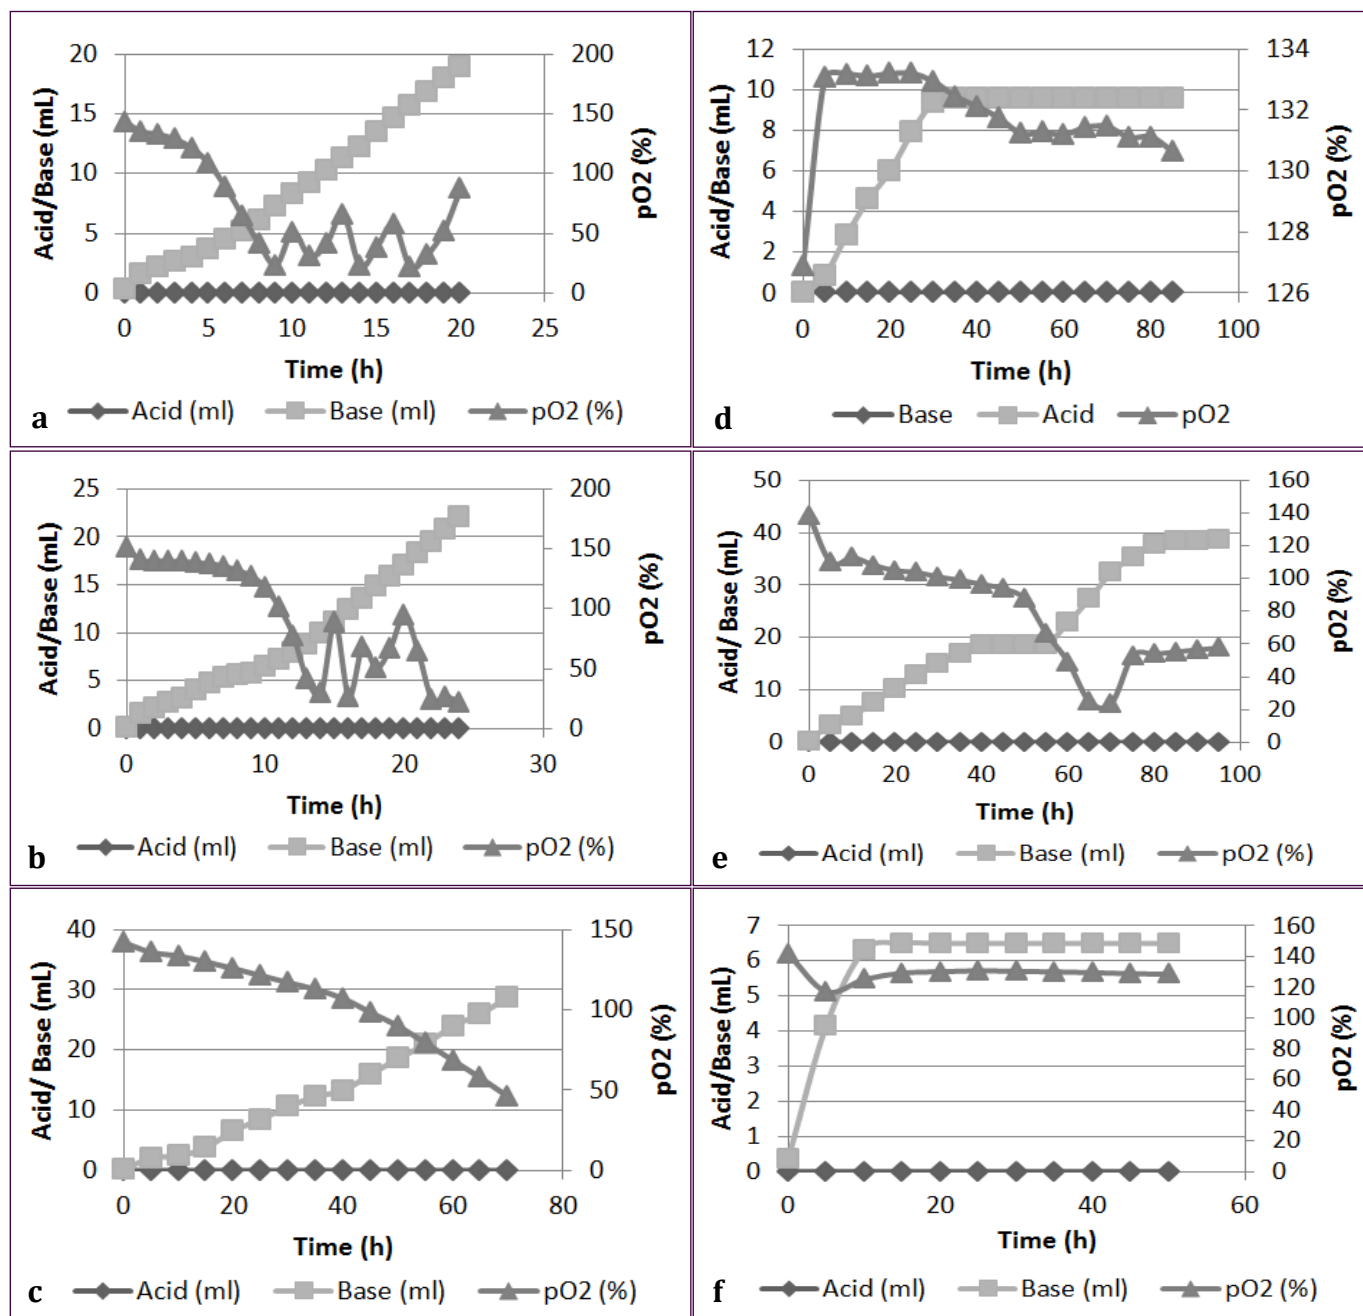 20
15
10
5
0
200
150
100
50
0
0 5 10 15 20 25
Acid/Base (mL)
pO2 (%)
Time (h)
Acid (ml) Base (ml) pO2 (%)
a
12
10
8
6
4
2
0
134
132
130
128
126
0 20 40 60 80 100
Acid/Base (mL)
pO2 (%)
Time (h)
Base Acid pO2
d
25
20
15
10
5
0
200
150
100
50
0
0 10 20 30
Acid/Base (mL)
pO2 (%)
Time (h)
Acid (ml) Base (ml) pO2 (%)
b
50
40
30
20
10
0
160
140
120
100
80
60
40
20
0
0 20 40 60 80 100
Acid/ Base (mL)
pO2 (%)
Time (h)
Acid (ml) Base (ml) pO2 (%)
e
40
30
20
10
0
150
100
50
0
0 20 40 60 80
Acid/ Base (mL)
pO2 (%)
Time (h)
Acid (ml) Base (ml) pO2 (%)
c
7
6
5
4
3
2
1
0
160
140
120
100
80
60
40
20
0
0 20 40 60
Acid/Base (mL)
pO2 (%)
Time (h)
Acid (ml) Base (ml) pO2 (%)
f